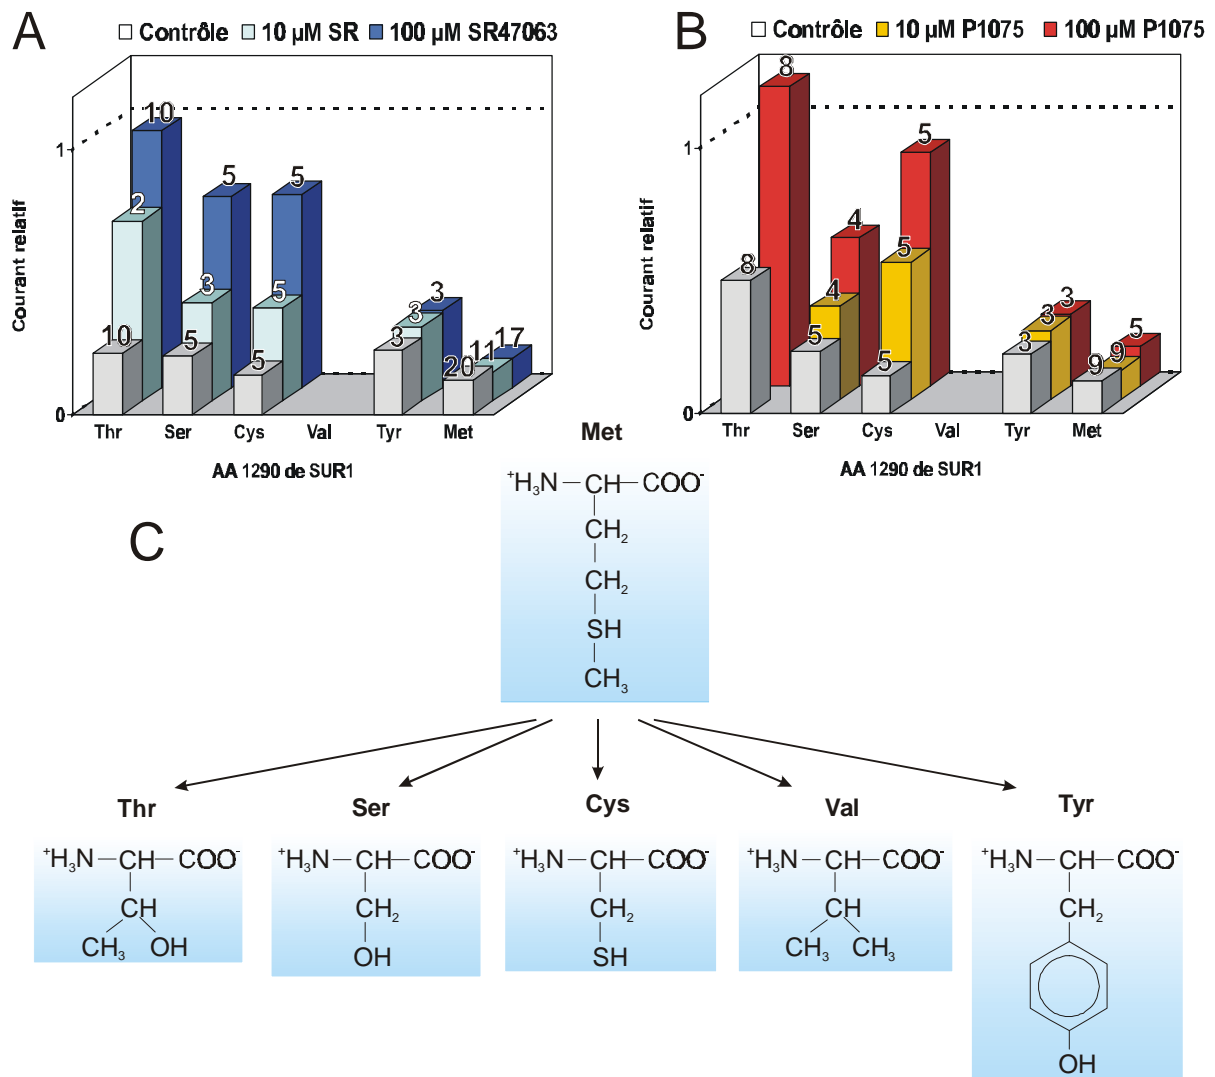 A
□ Contrôle □ 10 µM SR ■ 100 µM SR47063
10
2
5
5
3
5
3
3
17
11
10
5
5
3
20
1
0
Courant relatif
Thr Ser Cys Val Tyr Met
AA 1290 de SUR1
B
□ Contrôle ■ 10 µM P1075 ■ 100 µM P1075
8
5
4
5
4
3
3
5
9
8
5
5
3
9
1
0
Courant relatif
Thr Ser Cys Val Tyr Met
AA 1290 de SUR1
C
Met
⁺H₃N — CH — COO⁻
CH₂
CH₂
SH
CH₃
Thr Ser Cys Val Tyr
⁺H₃N — CH — COO⁻ ⁺H₃N — CH — COO⁻ ⁺H₃N — CH — COO⁻ ⁺H₃N — CH — COO⁻ ⁺H₃N — CH — COO⁻
CH CH₂ CH₂ CH CH₂
CH₃ OH OH SH CH₃ CH₃
OH